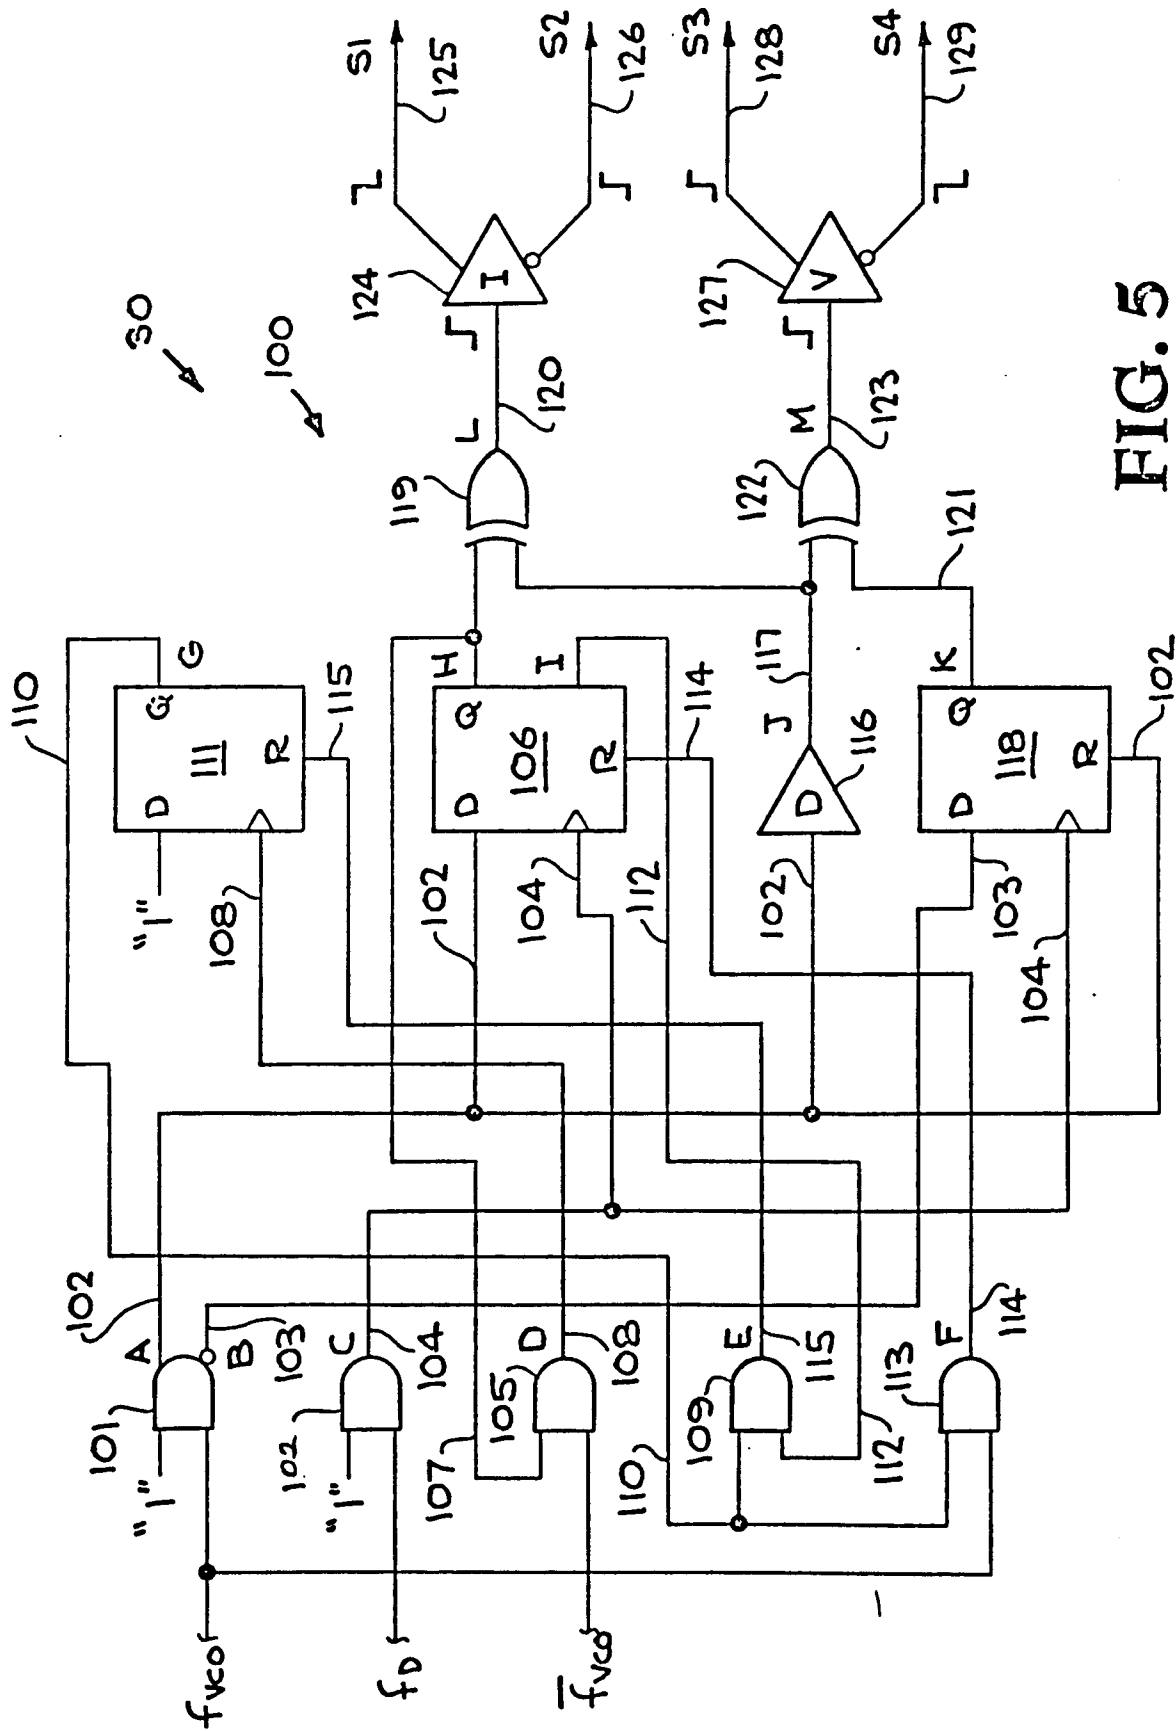 30
100
110
G
Q
111
D
R
115
"1"
108
S1
125
124
I
S2
126
L
120
119
H
Q
I
106
D
R
114
102
104
112
S3
128
127
V
S4
129
M
123
122
121
117
J
D
116
102
K
Q
118
D
R
102
103
104
102
A
101
"1"
B
103
C
102
"1"
104
107
105
D
108
110
109
E
115
112
113
F
114
fvco
fD
f̅vco
FIG. 5